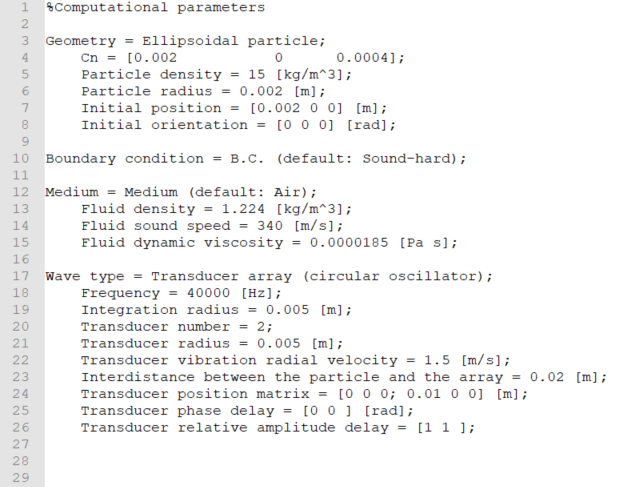 1 %Computational parameters
2
3 Geometry = Ellipsoidal particle;
4 Cn = [0.002 0 0.0004];
5 Particle density = 15 [kg/m^3];
6 Particle radius = 0.002 [m];
7 Initial position = [0.002 0 0] [m];
8 Initial orientation = [0 0 0] [rad];
9
10 Boundary condition = B.C. (default: Sound-hard);
11
12 Medium = Medium (default: Air);
13 Fluid density = 1.224 [kg/m^3];
14 Fluid sound speed = 340 [m/s];
15 Fluid dynamic viscosity = 0.0000185 [Pa s];
16
17 Wave type = Transducer array (circular oscillator);
18 Frequency = 40000 [Hz];
19 Integration radius = 0.005 [m];
20 Transducer number = 2;
21 Transducer radius = 0.005 [m];
22 Transducer vibration radial velocity = 1.5 [m/s];
23 Interdistance between the particle and the array = 0.02 [m];
24 Transducer position matrix = [0 0 0; 0.01 0 0] [m];
25 Transducer phase delay = [0 0 ] [rad];
26 Transducer relative amplitude delay = [1 1 ];
27
28
29